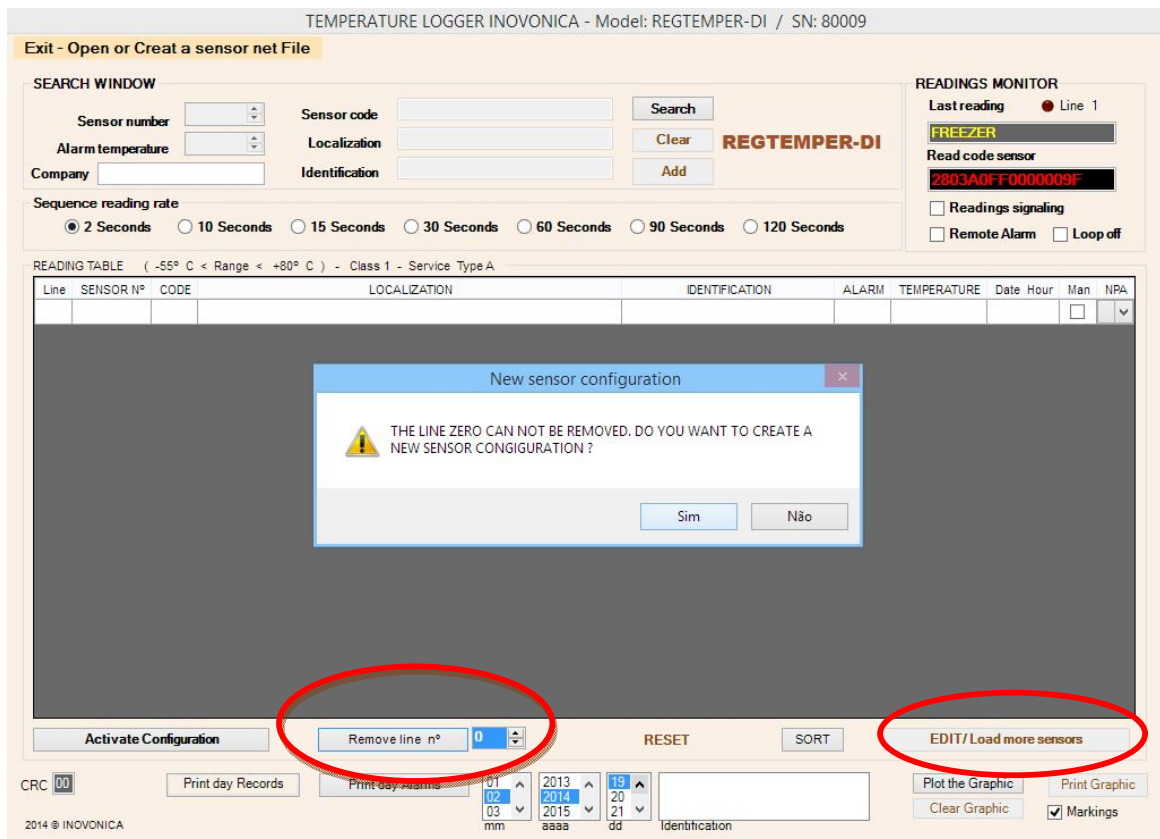 TEMPERATURE LOGGER INOVONICA - Model: REGTEMPER-DI / SN: 80009
Exit - Open or Creat a sensor net File
SEARCH WINDOW
Sensor number
Sensor code
Search
Alarm temperature
Localization
Clear
REGTEMPER-DI
Company
Identification
Add
READINGS MONITOR
Last reading
Line 1
FREEZER
Read code sensor
2803A0FF0000009F
Readings signaling
Remote Alarm
Loop off
Sequence reading rate
2 Seconds
10 Seconds
15 Seconds
30 Seconds
60 Seconds
90 Seconds
120 Seconds
READING TABLE ( -55º C < Range < +80º C ) - Class 1 - Service Type A
Line SENSOR Nº CODE LOCALIZATION IDENTIFICATION ALARM TEMPERATURE Date Hour Man NPA
New sensor configuration
THE LINE ZERO CAN NOT BE REMOVED. DO YOU WANT TO CREATE A
NEW SENSOR CONGIGURATION ?
Sim
Não
Activate Configuration
Remove line nº
0
RESET
SORT
EDIT/ Load more sensors
CRC 00
Print day Records
Print day Alarms
01
02
03
mm
2013
2014
2015
aaaa
19
20
21
dd
Identification
Plot the Graphic
Print Graphic
Clear Graphic
Markings
2014 @ INOVONICA